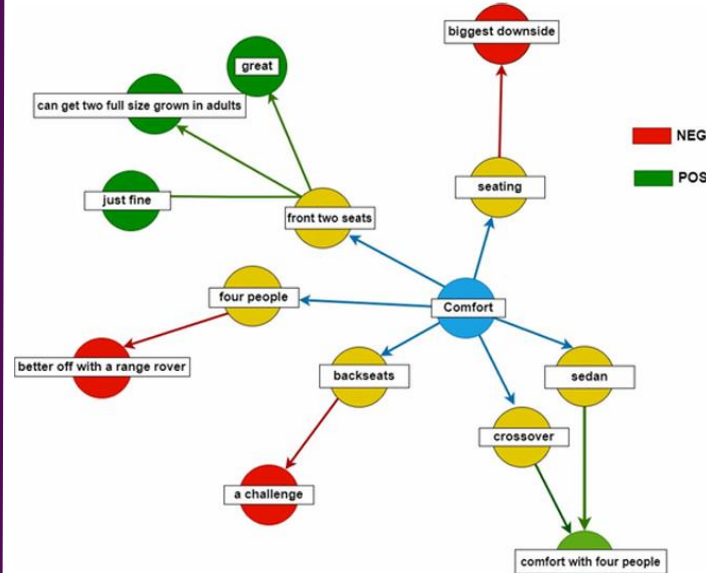 biggest downside
great
can get two full size grown in adults
NEG
POS
seating
just fine
front two seats
four people
Comfort
better off with a range rover
backseats
sedan
crossover
a challenge
comfort with four people